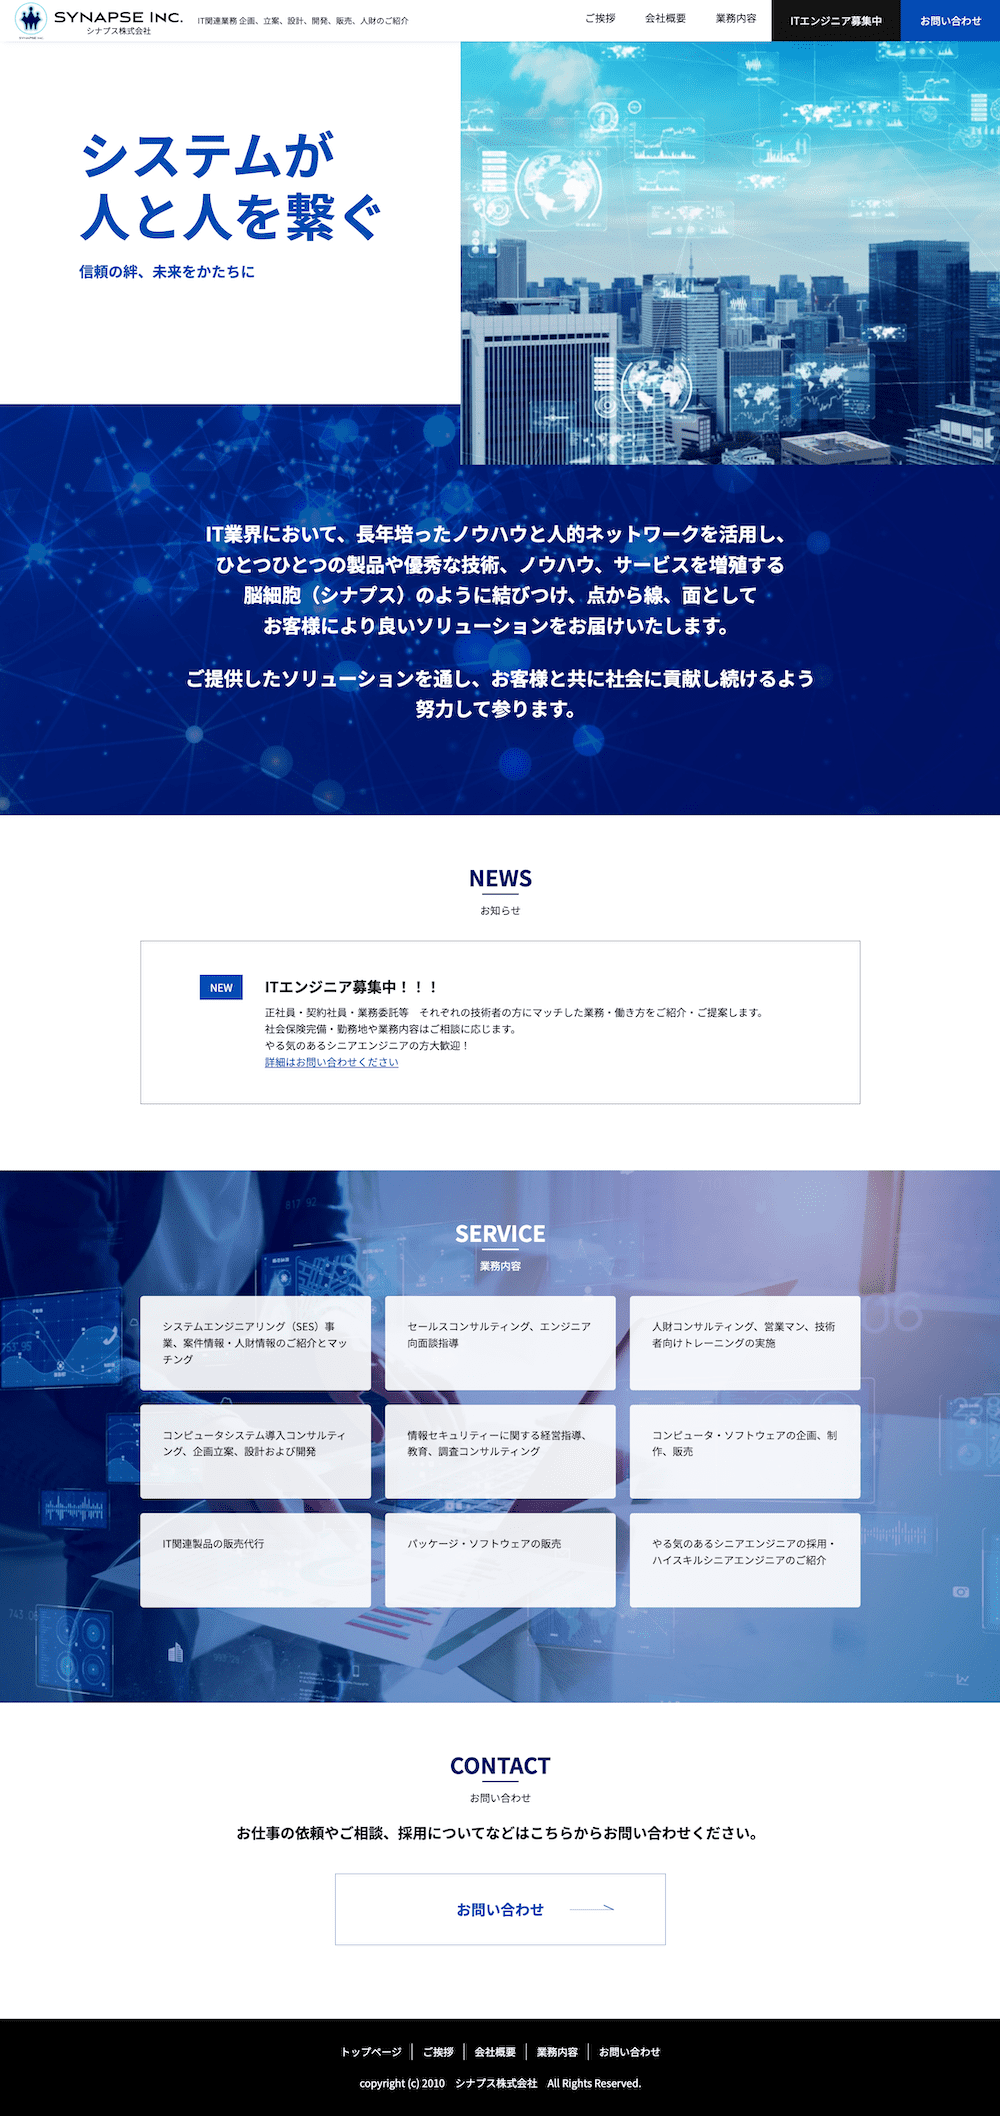 SYNAPSE INC.
シナプス株式会社
IT関連業務 企画、立案、設計、開発、販売、人財のご紹介
ご挨拶
会社概要
業務内容
ITエンジニア募集中
お問い合わせ
システムが
人と人を繋ぐ
信頼の絆、未来をかたちに
IT業界において、長年培ったノウハウと人的ネットワークを活用し、
ひとつひとつの製品や優秀な技術、ノウハウ、サービスを増殖する
脳細胞（シナプス）のように結びつけ、点から線、面として
お客様により良いソリューションをお届けいたします。
ご提供したソリューションを通し、お客様と共に社会に貢献し続けるよう
努力して参ります。
NEWS
お知らせ
NEW
ITエンジニア募集中！！！
正社員・契約社員・業務委託等　それぞれの技術者の方にマッチした業務・働き方をご紹介・ご提案します。
社会保険完備・勤務地や業務内容はご相談に応じます。
やる気のあるシニアエンジニアの方大歓迎！
詳細はお問い合わせください
SERVICE
業務内容
システムエンジニアリング（SES）事
業、案件情報・人財情報のご紹介とマッ
チング
セールスコンサルティング、エンジニア
向面談指導
人財コンサルティング、営業マン、技術
者向けトレーニングの実施
コンピュータシステム導入コンサルティ
ング、企画立案、設計および開発
情報セキュリティーに関する経営指導、
教育、調査コンサルティング
コンピュータ・ソフトウェアの企画、制
作、販売
IT関連製品の販売代行
パッケージ・ソフトウェアの販売
やる気のあるシニアエンジニアの採用・
ハイスキルシニアエンジニアのご紹介
CONTACT
お問い合わせ
お仕事の依頼やご相談、採用についてなどはこちらからお問い合わせください。
お問い合わせ
トップページ
ご挨拶
会社概要
業務内容
お問い合わせ
copyright (c) 2010　シナプス株式会社　All Rights Reserved.